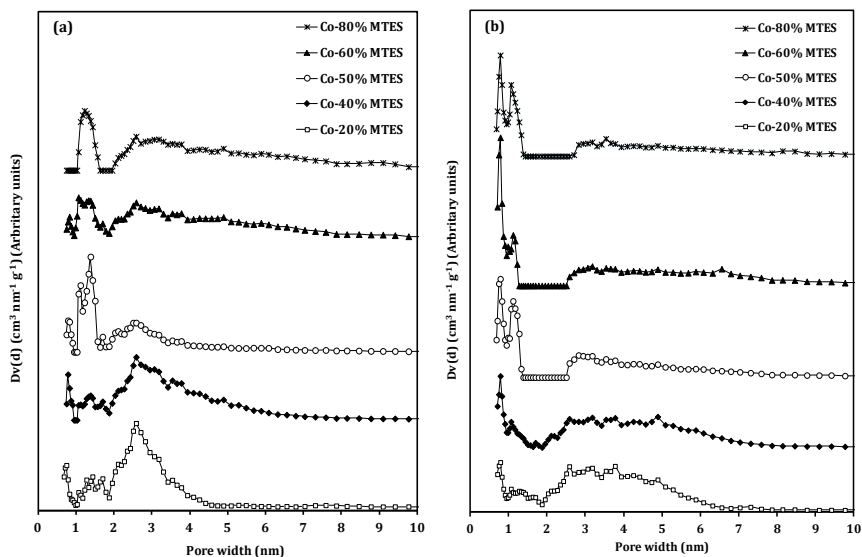 (a)
Co-80% MTES
Co-60% MTES
Co-50% MTES
Co-40% MTES
Co-20% MTES
Dv(d) (cm³ nm⁻¹ g⁻¹) (Arbritary units)
0 1 2 3 4 5 6 7 8 9 10
Pore width (nm)
(b)
Co-80% MTES
Co-60% MTES
Co-50% MTES
Co-40% MTES
Co-20% MTES
Dv(d) (cm³ nm⁻¹ g⁻¹) (Arbritary units)
0 1 2 3 4 5 6 7 8 9 10
Pore width (nm)